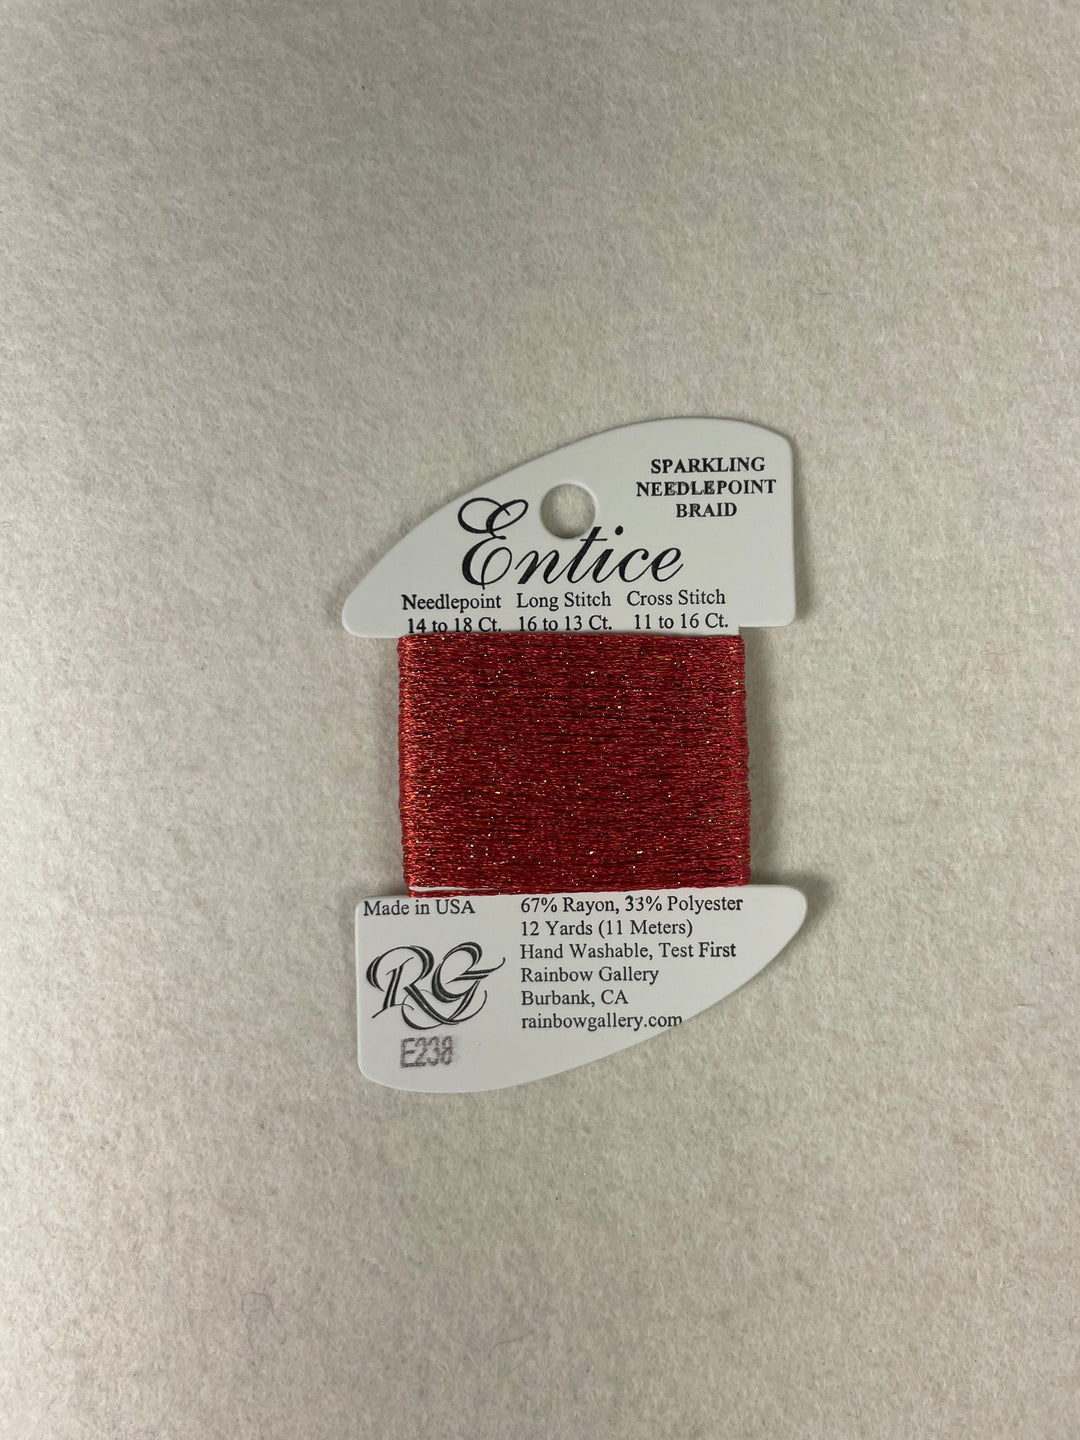 SPARKLING
NEEDLEPOINT
BRAID
Entice
Needlepoint Long Stitch Cross Stitch
14 to 18 Ct. 16 to 13 Ct. 11 to 16 Ct.
Made in USA
67% Rayon, 33% Polyester
12 Yards (11 Meters)
Hand Washable, Test First
Rainbow Gallery
Burbank, CA
rainbowgallery.com
RG
E238